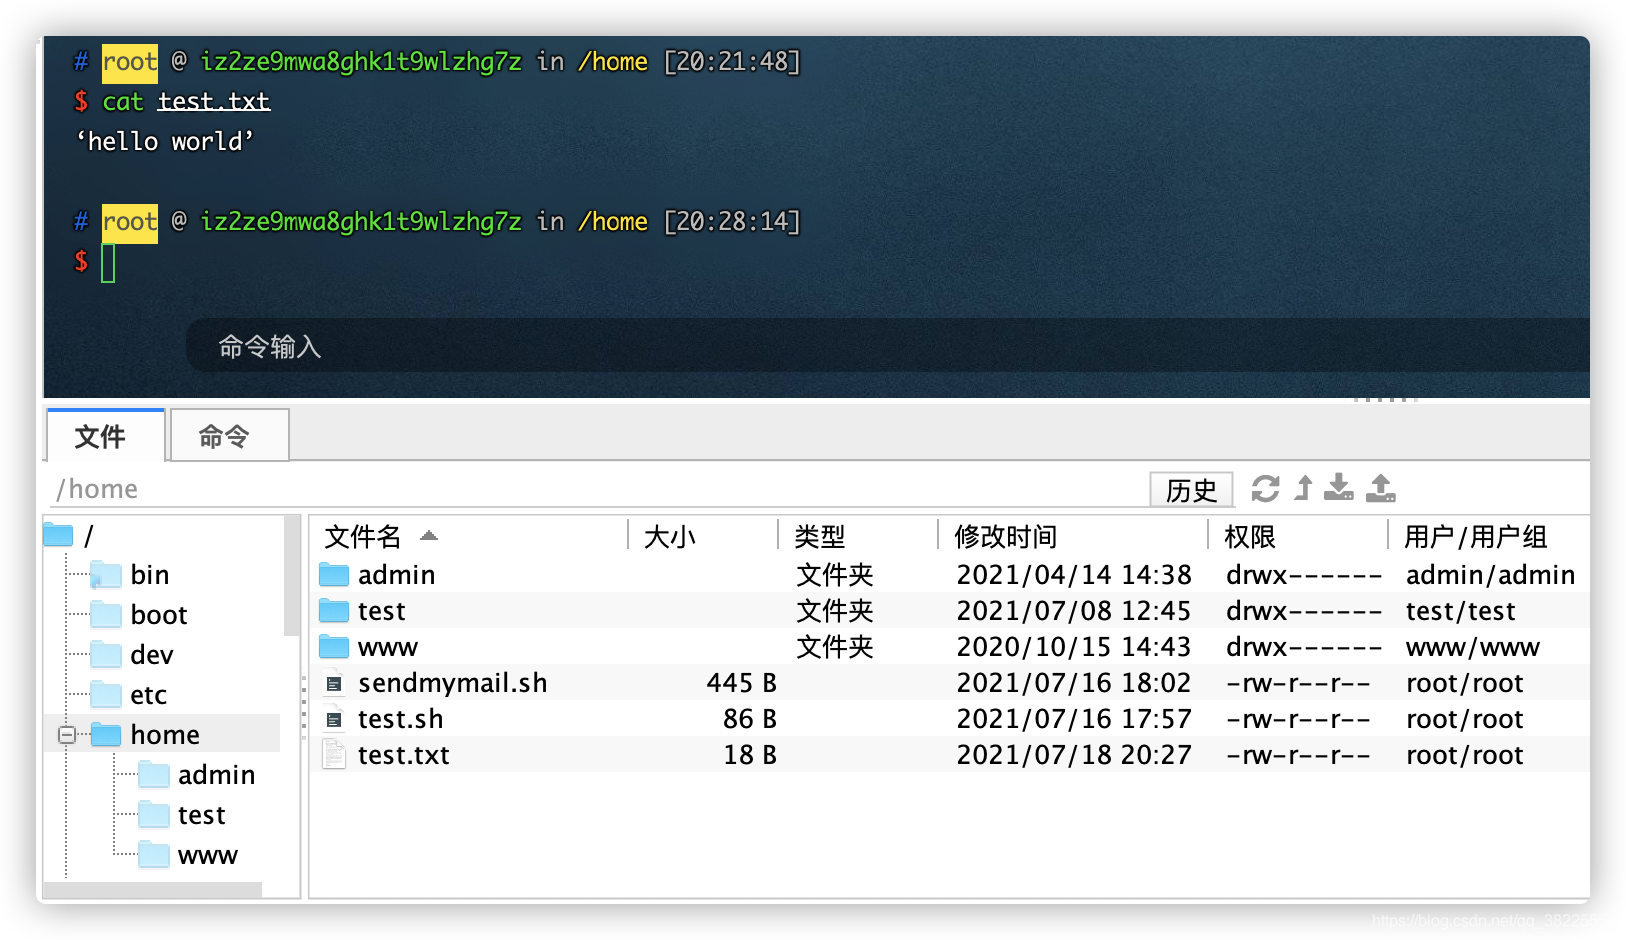 # root @ iz2ze9mwa8ghk1t9wlzhg7z in /home [20:21:48]
$ cat test.txt
‘hello world’
# root @ iz2ze9mwa8ghk1t9wlzhg7z in /home [20:28:14]
$
命令输入
文件 命令
/home 历史
/
bin
boot
dev
etc
home
admin
test
www
文件名 大小 类型 修改时间 权限 用户/用户组
admin 文件夹 2021/04/14 14:38 drwx------ admin/admin
test 文件夹 2021/07/08 12:45 drwx------ test/test
www 文件夹 2020/10/15 14:43 drwx------ www/www
sendmymail.sh 445 B 2021/07/16 18:02 -rw-r--r-- root/root
test.sh 86 B 2021/07/16 17:57 -rw-r--r-- root/root
test.txt 18 B 2021/07/18 20:27 -rw-r--r-- root/root